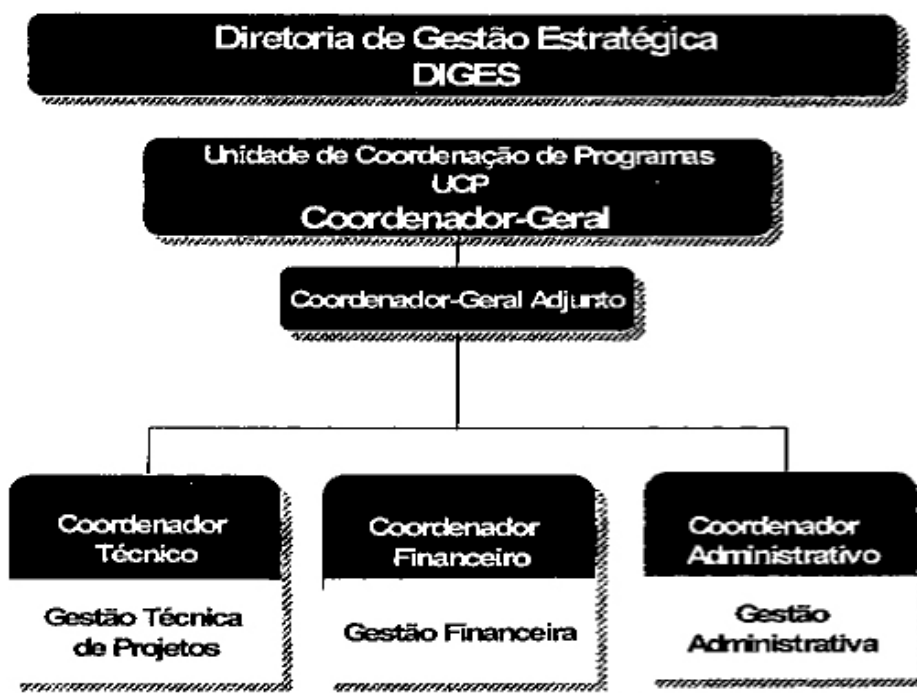 Diretoria de Gestão Estratégica
DIGES
Unidade de Coordenação de Programas
UCP
Coordenador-Geral
Coordenador-Geral Adjunto
Coordenador
Técnico
Gestão Técnica
de Projetos
Coordenador
Financeiro
Gestão Financeira
Coordenador
Administrativo
Gestão
Administrativa